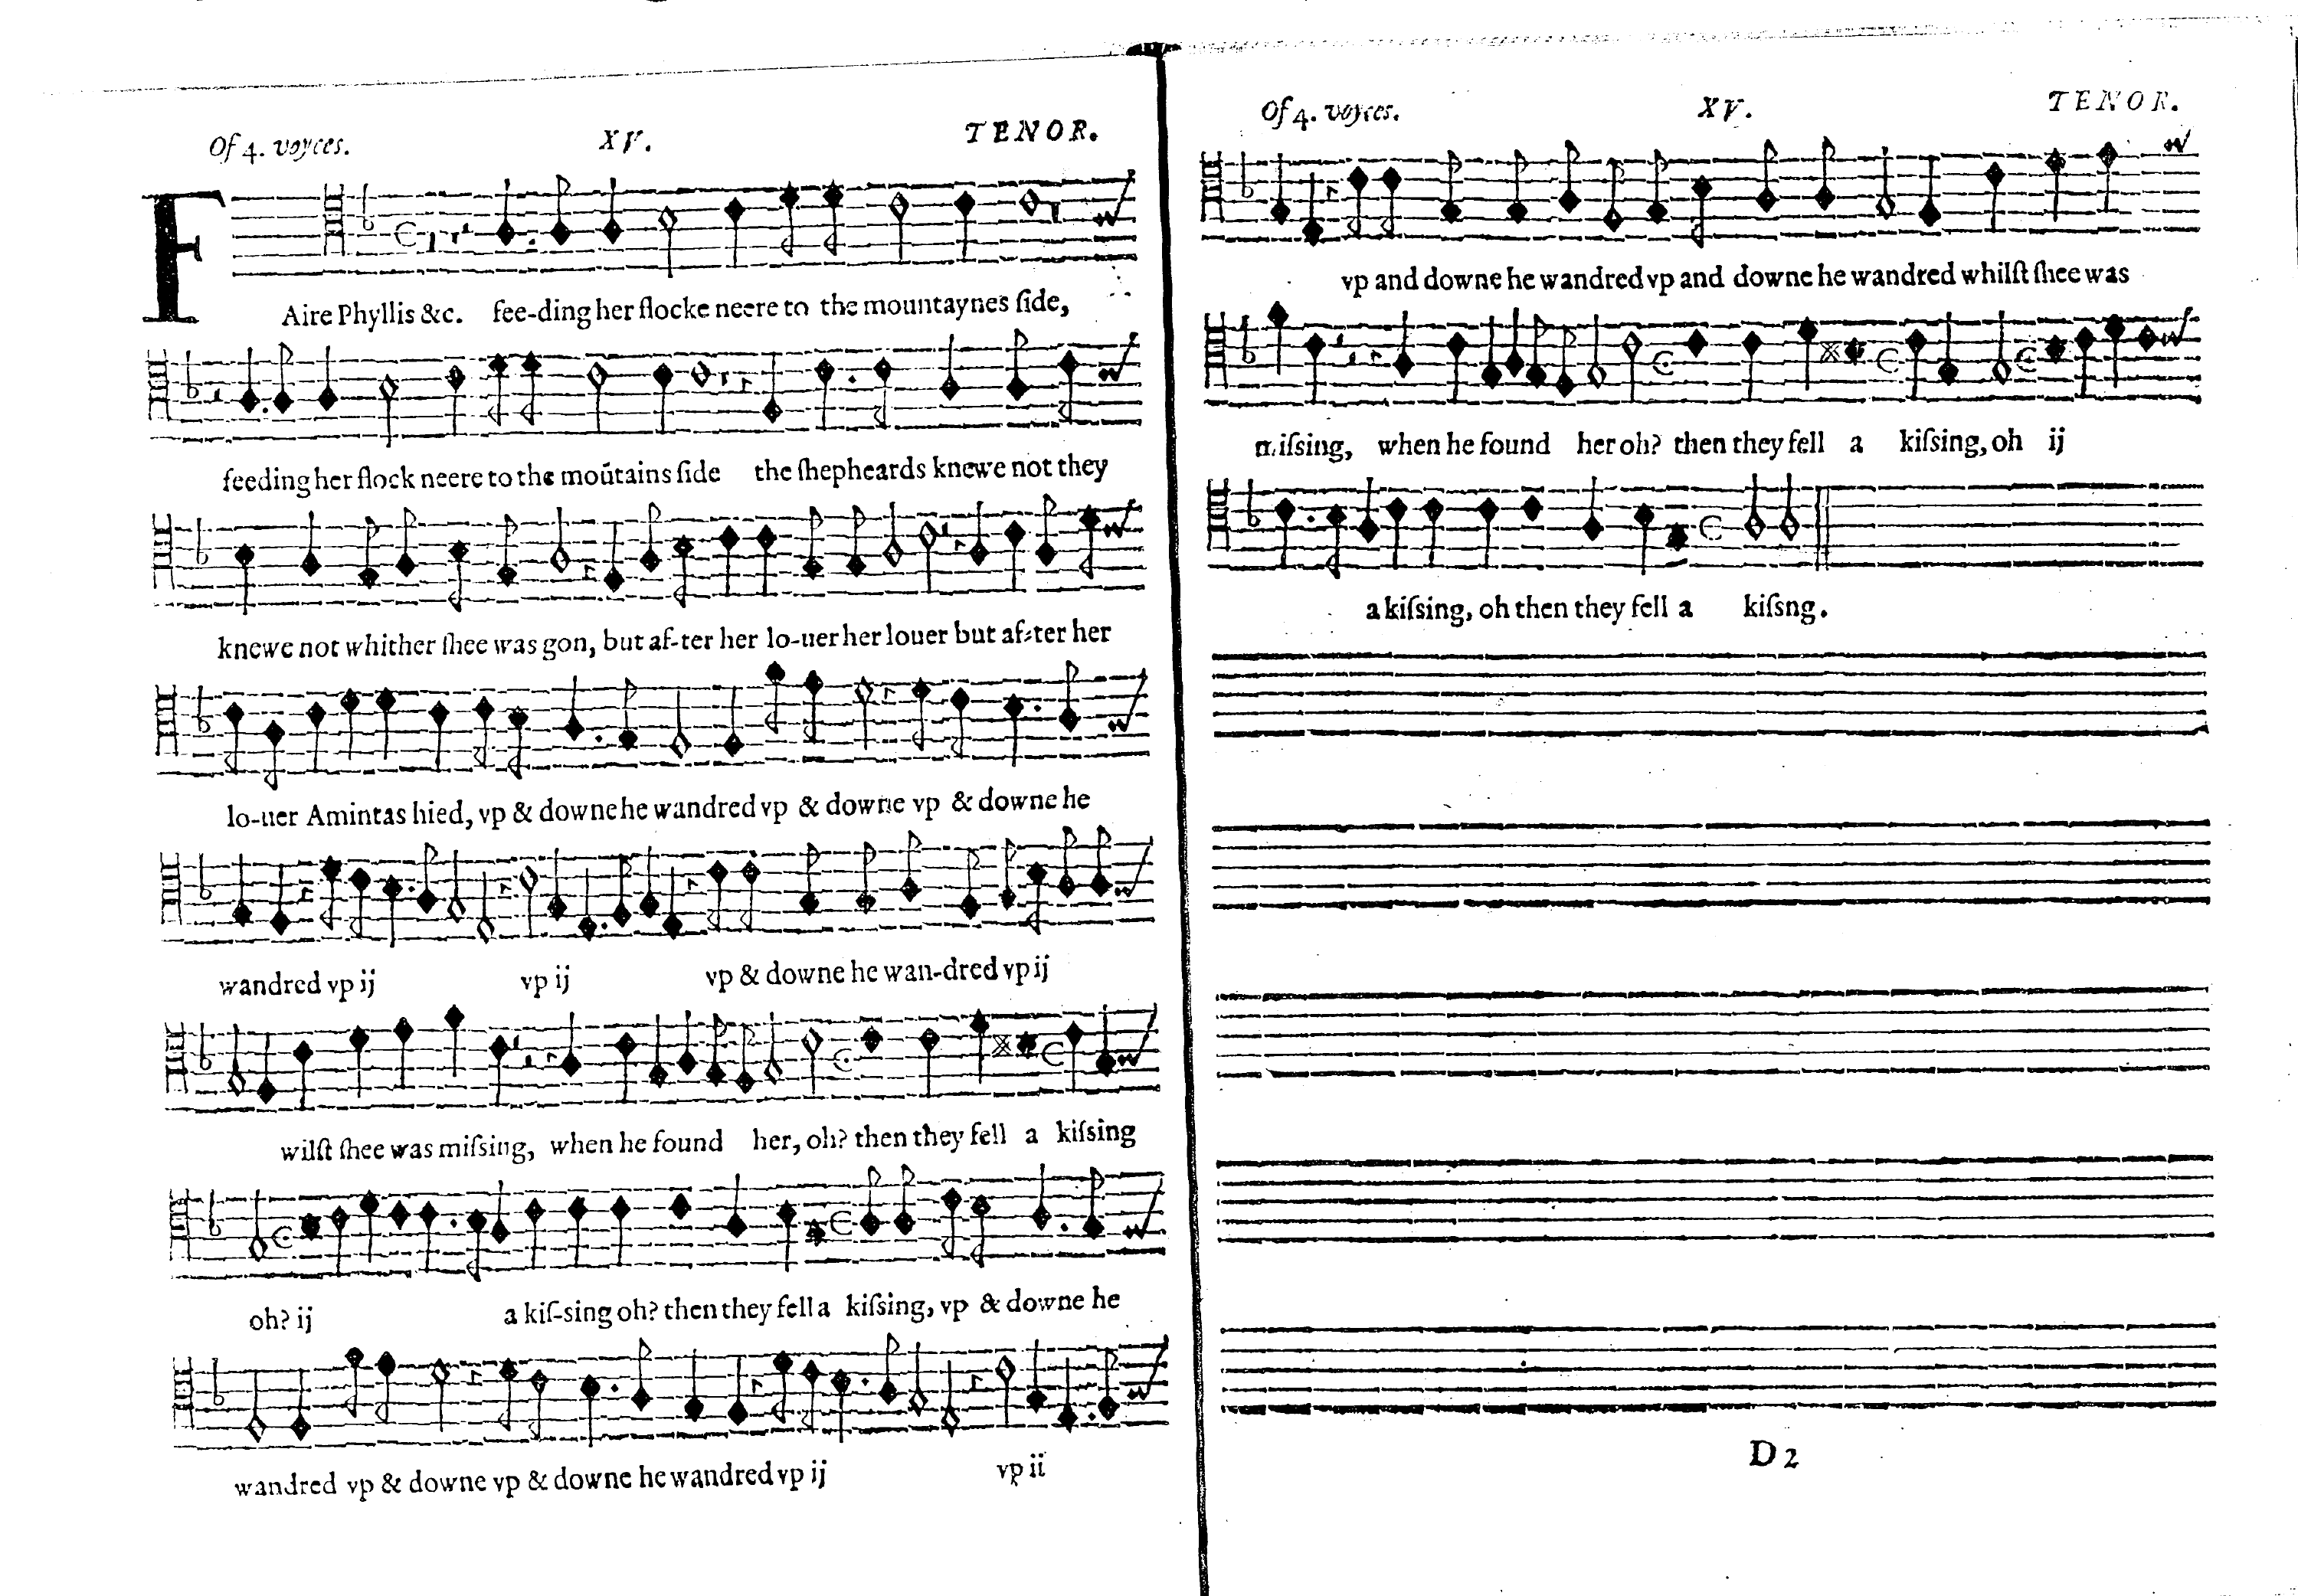 Of 4. voyces. XV. TENOR.
FAire Phyllis &c. fee-ding her flocke neere to the mountaynes ſide,
feeding her flock neere to the moūtains ſide the ſhepheards knewe not they
knewe not whither ſhee was gon, but af-ter her lo-uer her louer but af-ter her
lo-uer Amintas hied, vp & downe he wandred vp & downe vp & downe he
wandred vp ij vp ij vp & downe he wan-dred vp ij
wilſt ſhee was miſsing, when he found her, oh? then they fell a kiſsing
oh? ij a kiſ-sing oh? then they fell a kiſsing, vp & downe he
wandred vp & downe vp & downe he wandred vp ij vp ii
Of 4. voyces. XV. TENOR.
vp and downe he wandred vp and downe he wandred whilſt ſhee was
miſsing, when he found her oh? then they fell a kiſsing, oh ij
a kiſsing, oh then they fell a kiſsng.
D 2